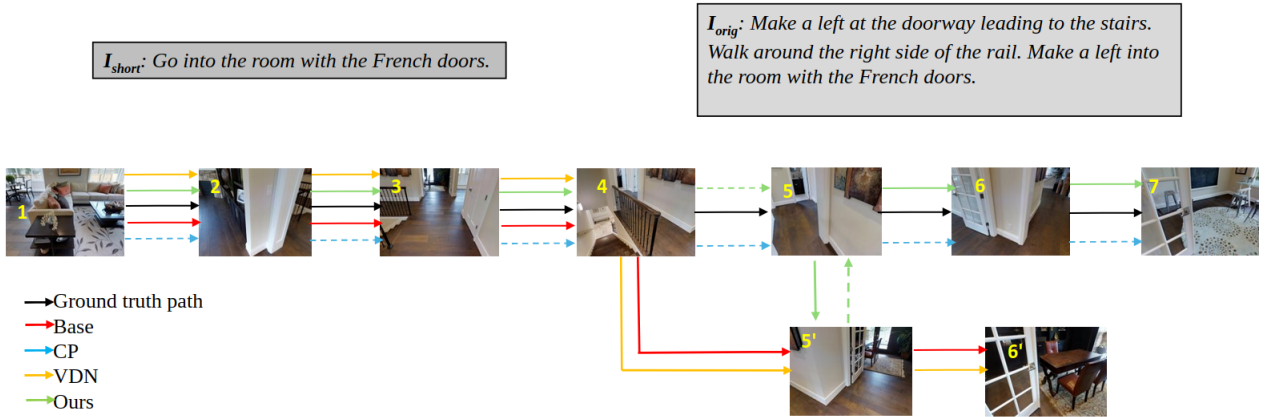 I_short: Go into the room with the French doors.
I_orig: Make a left at the doorway leading to the stairs.
Walk around the right side of the rail. Make a left into
the room with the French doors.
1
2
3
4
5
6
7
5'
6'
Ground truth path
Base
CP
VDN
Ours